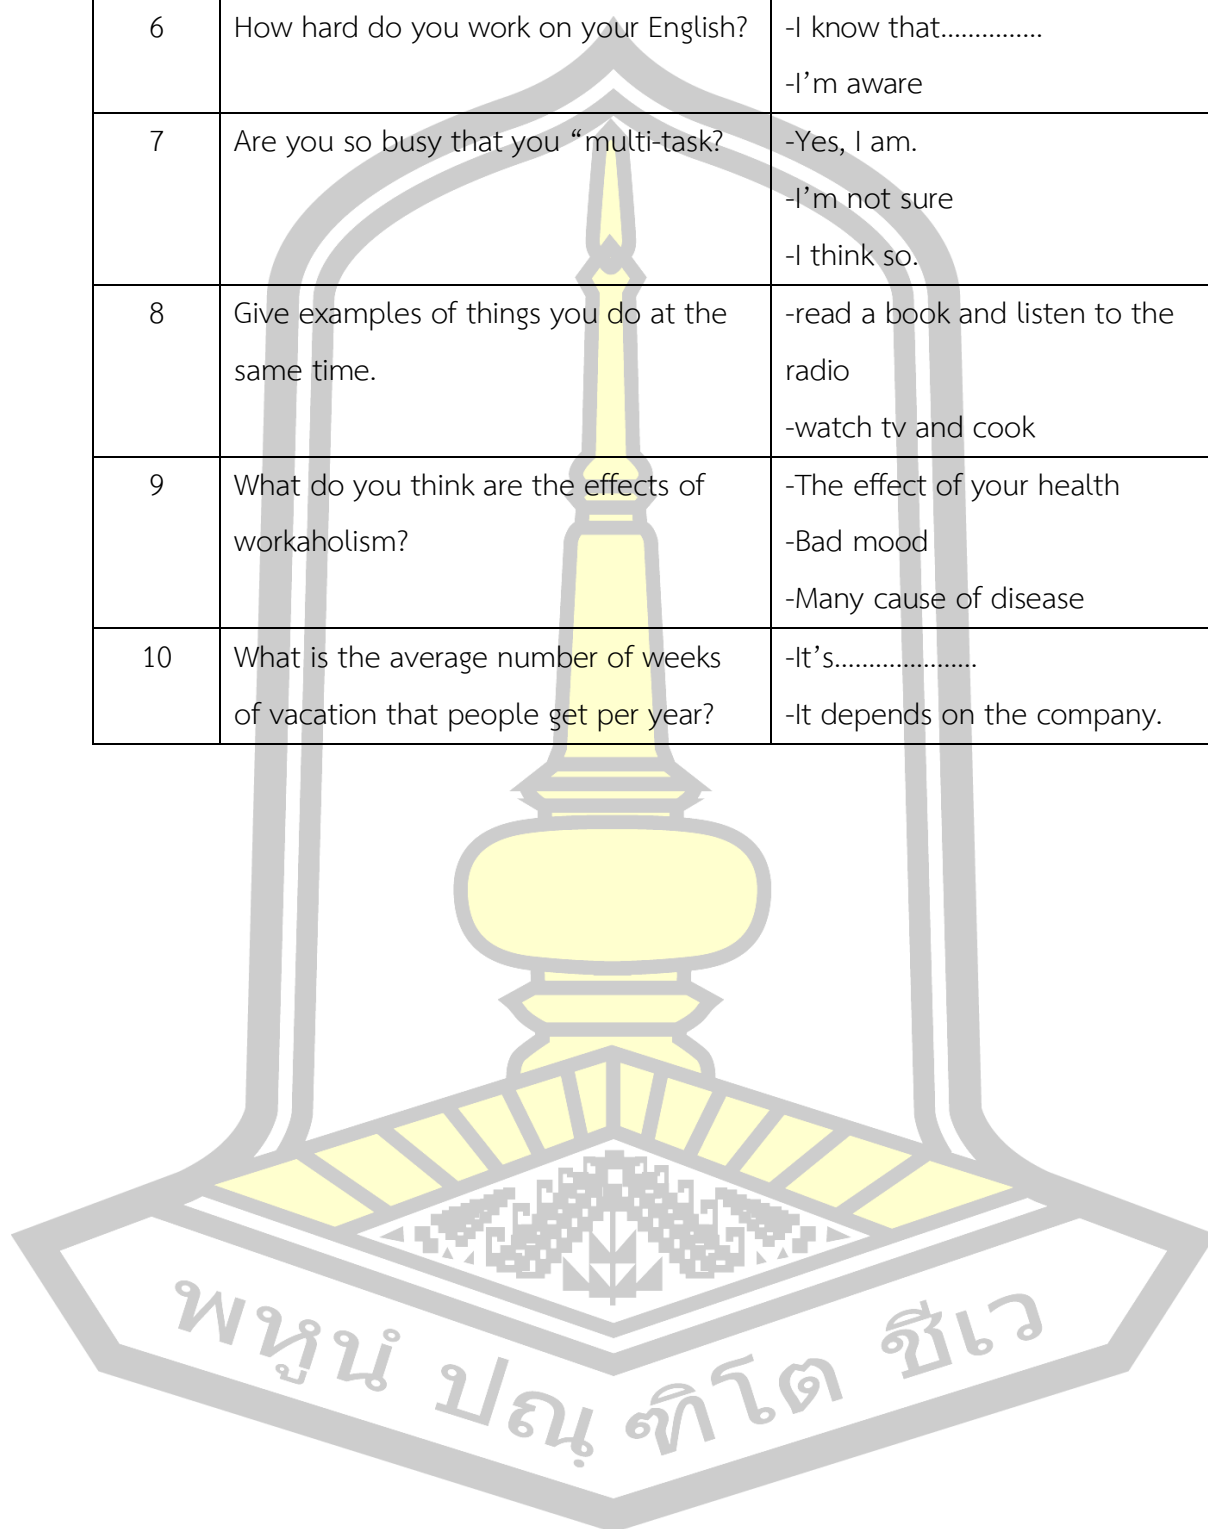 6 How hard do you work on your English? -I know that...............
-I’m aware
7 Are you so busy that you “multi-task? -Yes, I am.
-I’m not sure
-I think so.
8 Give examples of things you do at the -read a book and listen to the
same time. radio
-watch tv and cook
9 What do you think are the effects of -The effect of your health
workaholism? -Bad mood
-Many cause of disease
10 What is the average number of weeks -It’s.....................
of vacation that people get per year? -It depends on the company.
พหูนํ ปณฺฑิโต ชีเว